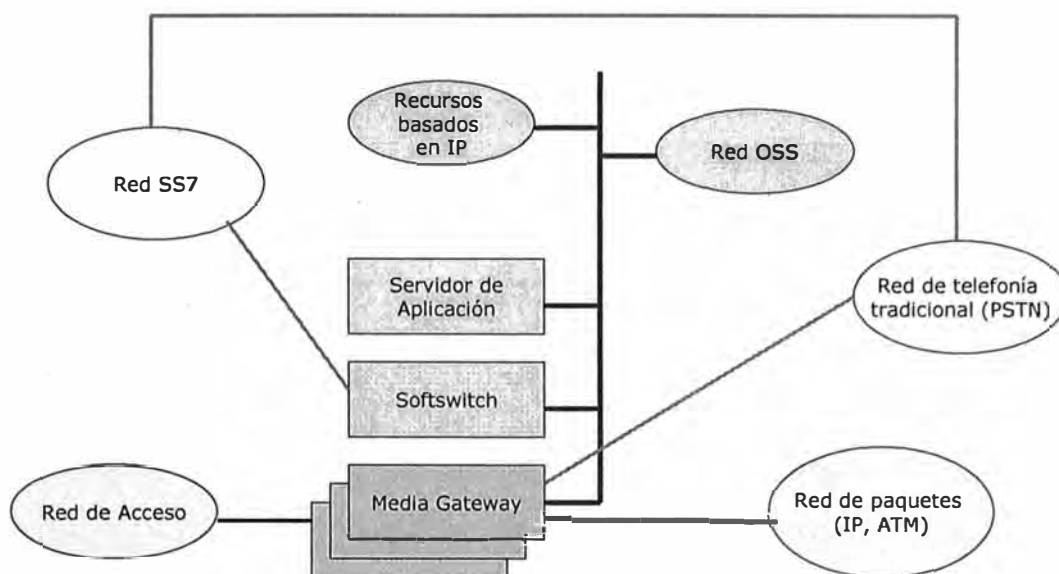 Recursos
basados
en IP
Red OSS
Red SS7
Servidor de
Aplicación
Red de telefonía
tradicional (PSTN)
Softswitch
Media Gateway
Red de Acceso
Red de paquetes
(IP, ATM)